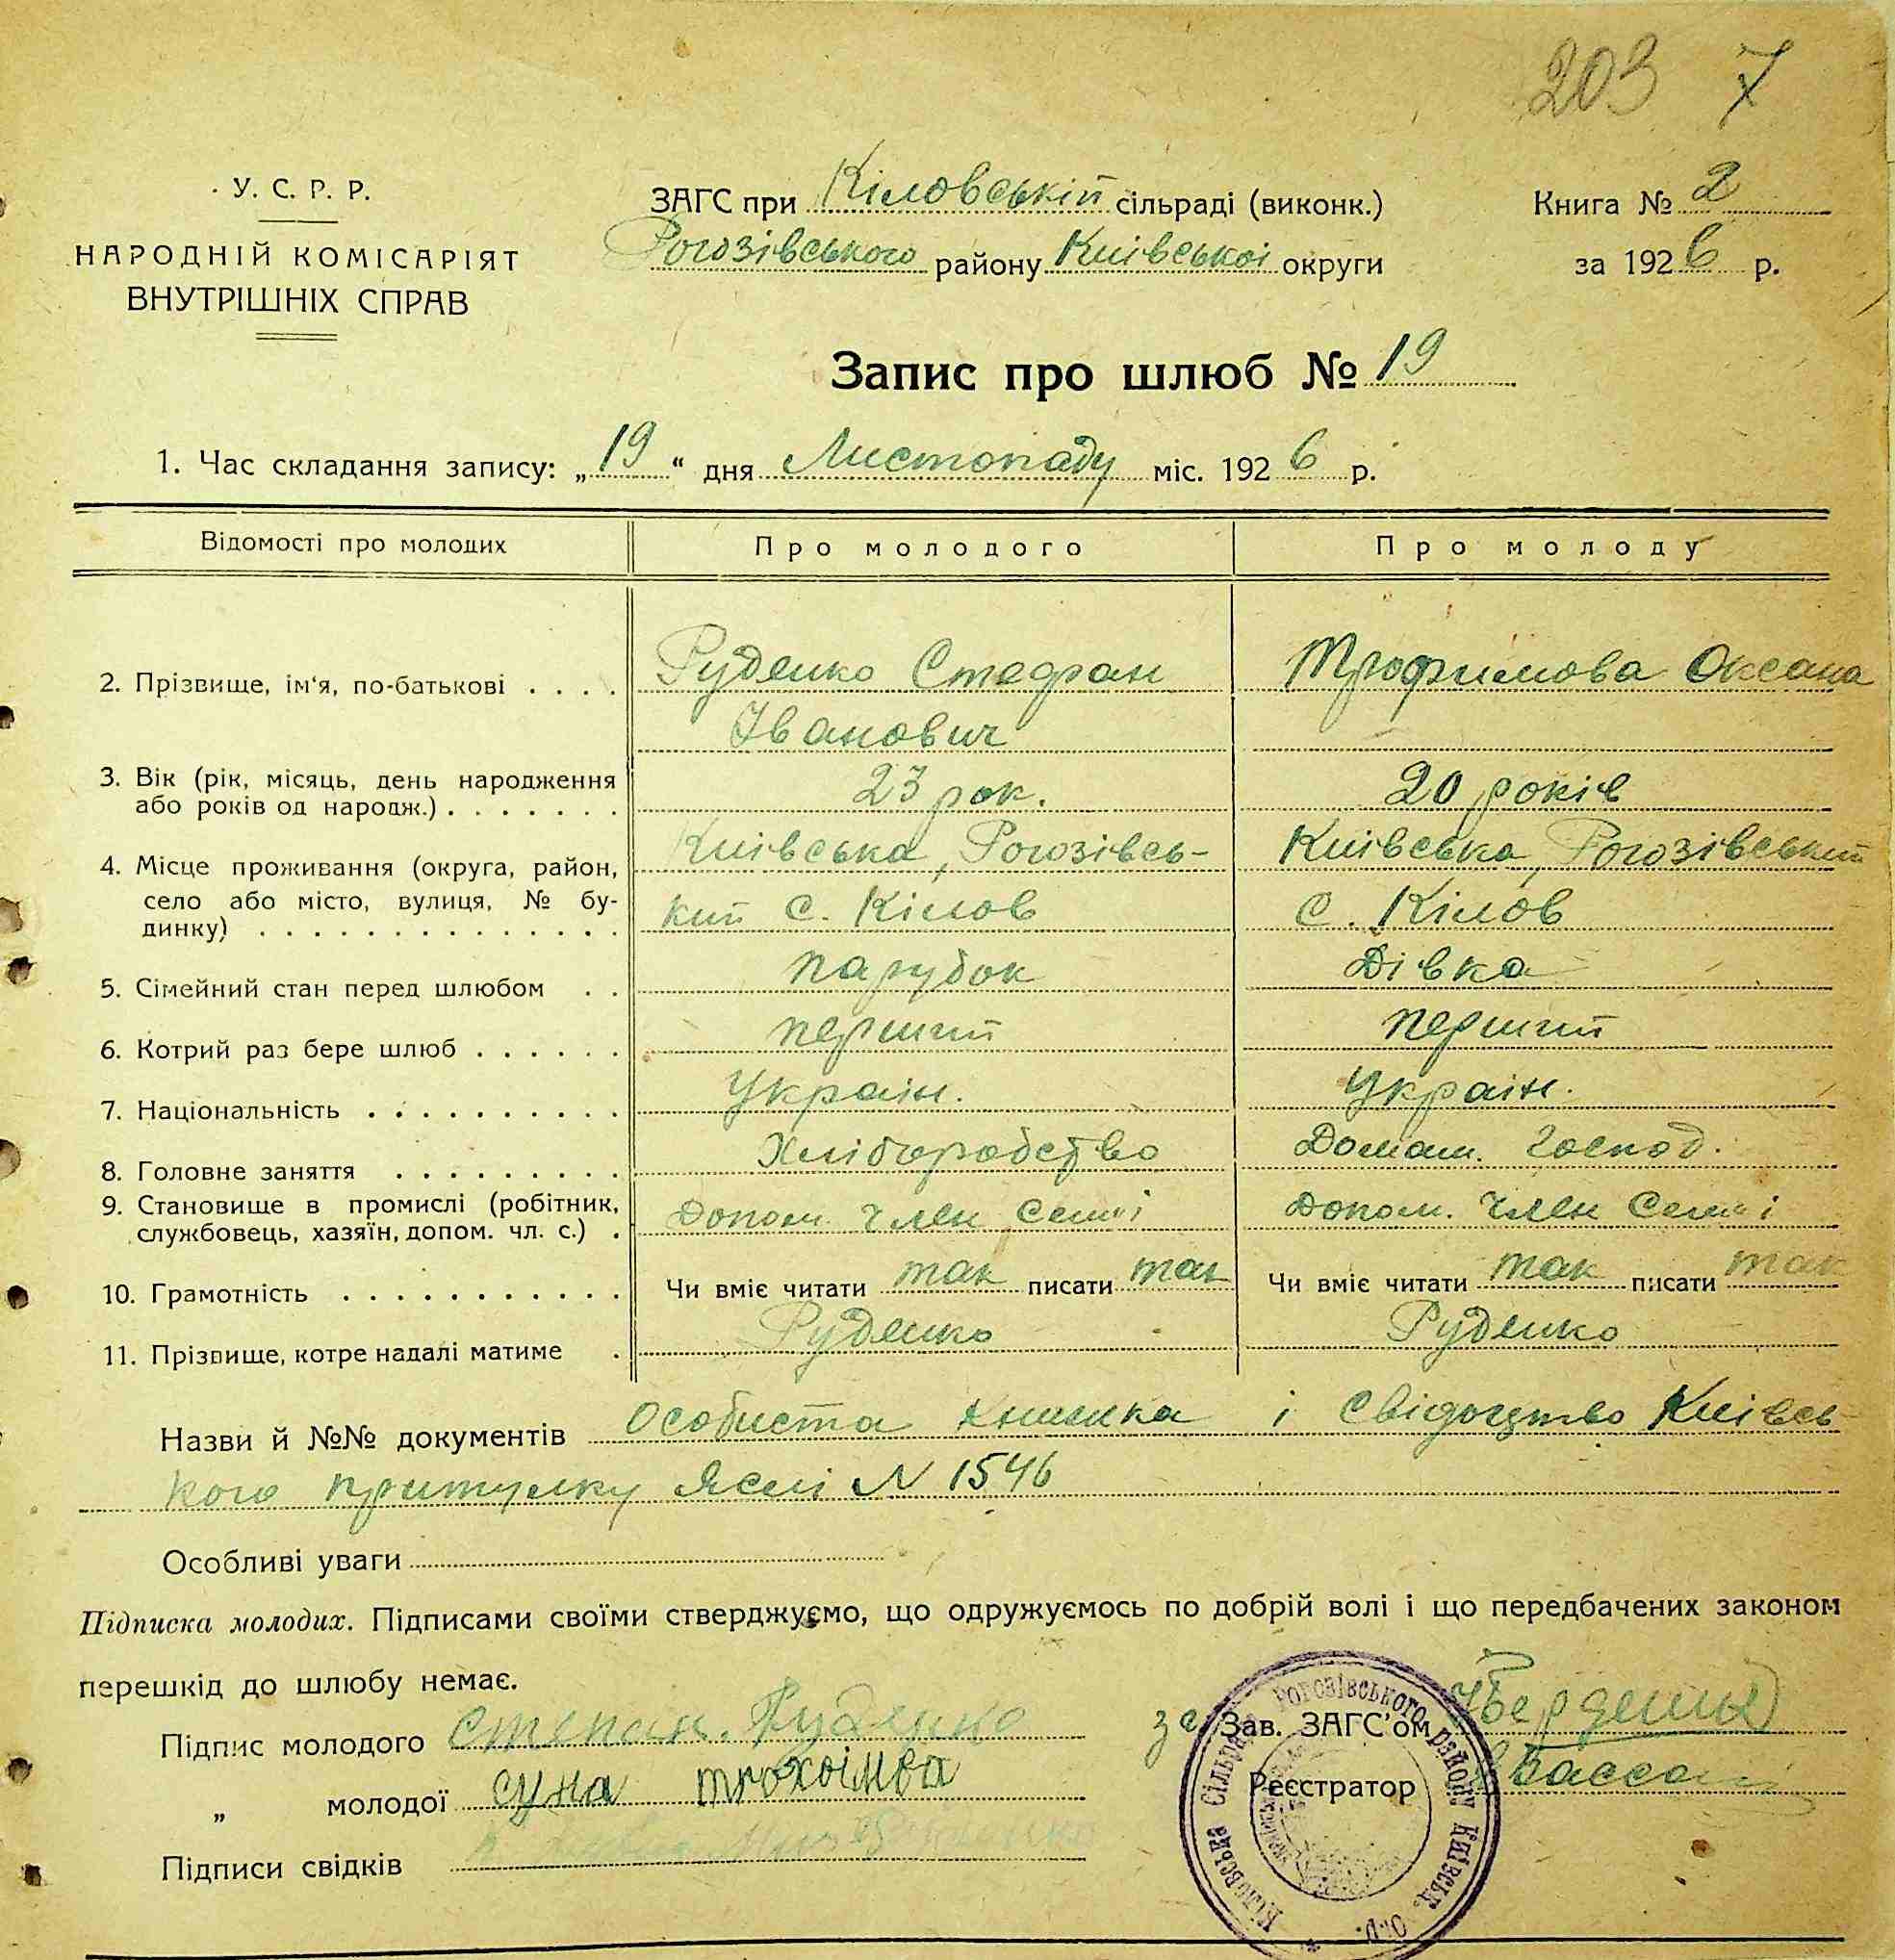 203 7
У. С. Р. Р.
НАРОДНІЙ КОМІСАРІЯТ
ВНУТРІШНІХ СПРАВ
ЗАГС при Кіловській сільраді (виконк.)
Рогозівського району Київської округи
Книга № 2
за 1926 р.
Запис про шлюб № 19
1. Час складання запису: „19“ дня Листопаду міс. 1926 р.
Відомості про молодих Про молодого Про молоду
2. Прізвище, ім‘я, по-батькові . . . . Руденко Стефан Трофимова Оксана
Іванович
3. Вік (рік, місяць, день народження
або років од народж.) . . . . . . . 23 рок. 20 років
4. Місце проживання (округа, район, Київська, Рогозівсь- Київська, Рогозівський
село або місто, вулиця, № бу- кий с. Кілов с. Кілов
динку) . . . . . . . . . . . . . .
5. Сімейний стан перед шлюбом . . парубок Дівка
6. Котрий раз бере шлюб . . . . . . перший перший
7. Національність . . . . . . . . . . Украін. Украін.
8. Головне заняття . . . . . . . . . Хліборобство Домаш. Господ.
9. Становище в промислі (робітник, Допом. член Семьі Допом. член Семьі
службовець, хазяїн, допом. чл. с.) .
10. Грамотність . . . . . . . . . . . Чи вміє читати так писати так Чи вміє читати так писати так
11. Прізвище, котре надалі матиме . Руденко Руденко
Назви й №№ документів Особиста книжка і свідоцтво Київсь-
кого притулку Яслі N 1546
Особливі уваги
Підписка молодих. Підписами своїми стверджуємо, що одружуємось по добрій волі і що передбачених законом
перешкід до шлюбу немає.
Підпис молодого Степан. Руденко
„ молодої
Підписи свідків
за Зав. ЗАГС’ом
Реєстратор
Кіловська Сільрада Рогозівського району Київськ. Окр.